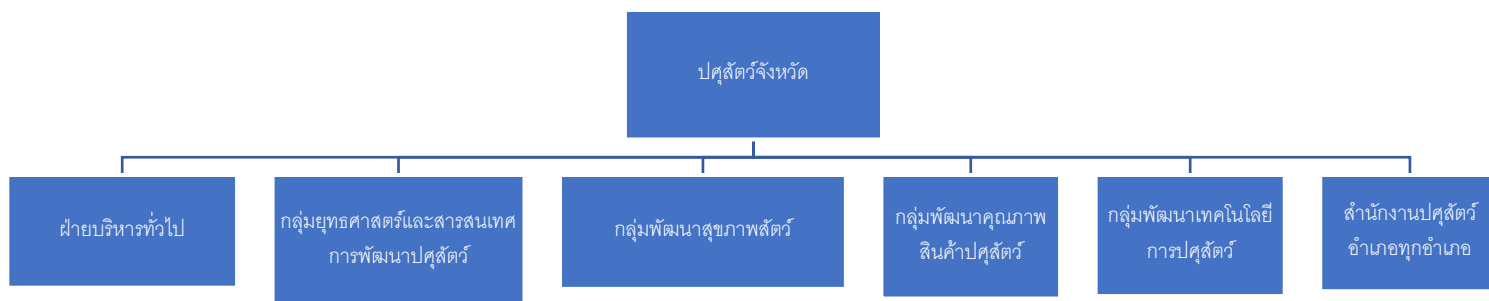 ปศุสัตว์จังหวัด
ฝ่ายบริหารทั่วไป
กลุ่มยุทธศาสตร์และสารสนเทศ
การพัฒนาปศุสัตว์
กลุ่มพัฒนาสุขภาพสัตว์
กลุ่มพัฒนาคุณภาพ
สินค้าปศุสัตว์
กลุ่มพัฒนาเทคโนโลยี
การปศุสัตว์
สำนักงานปศุสัตว์
อำเภอทุกอำเภอ